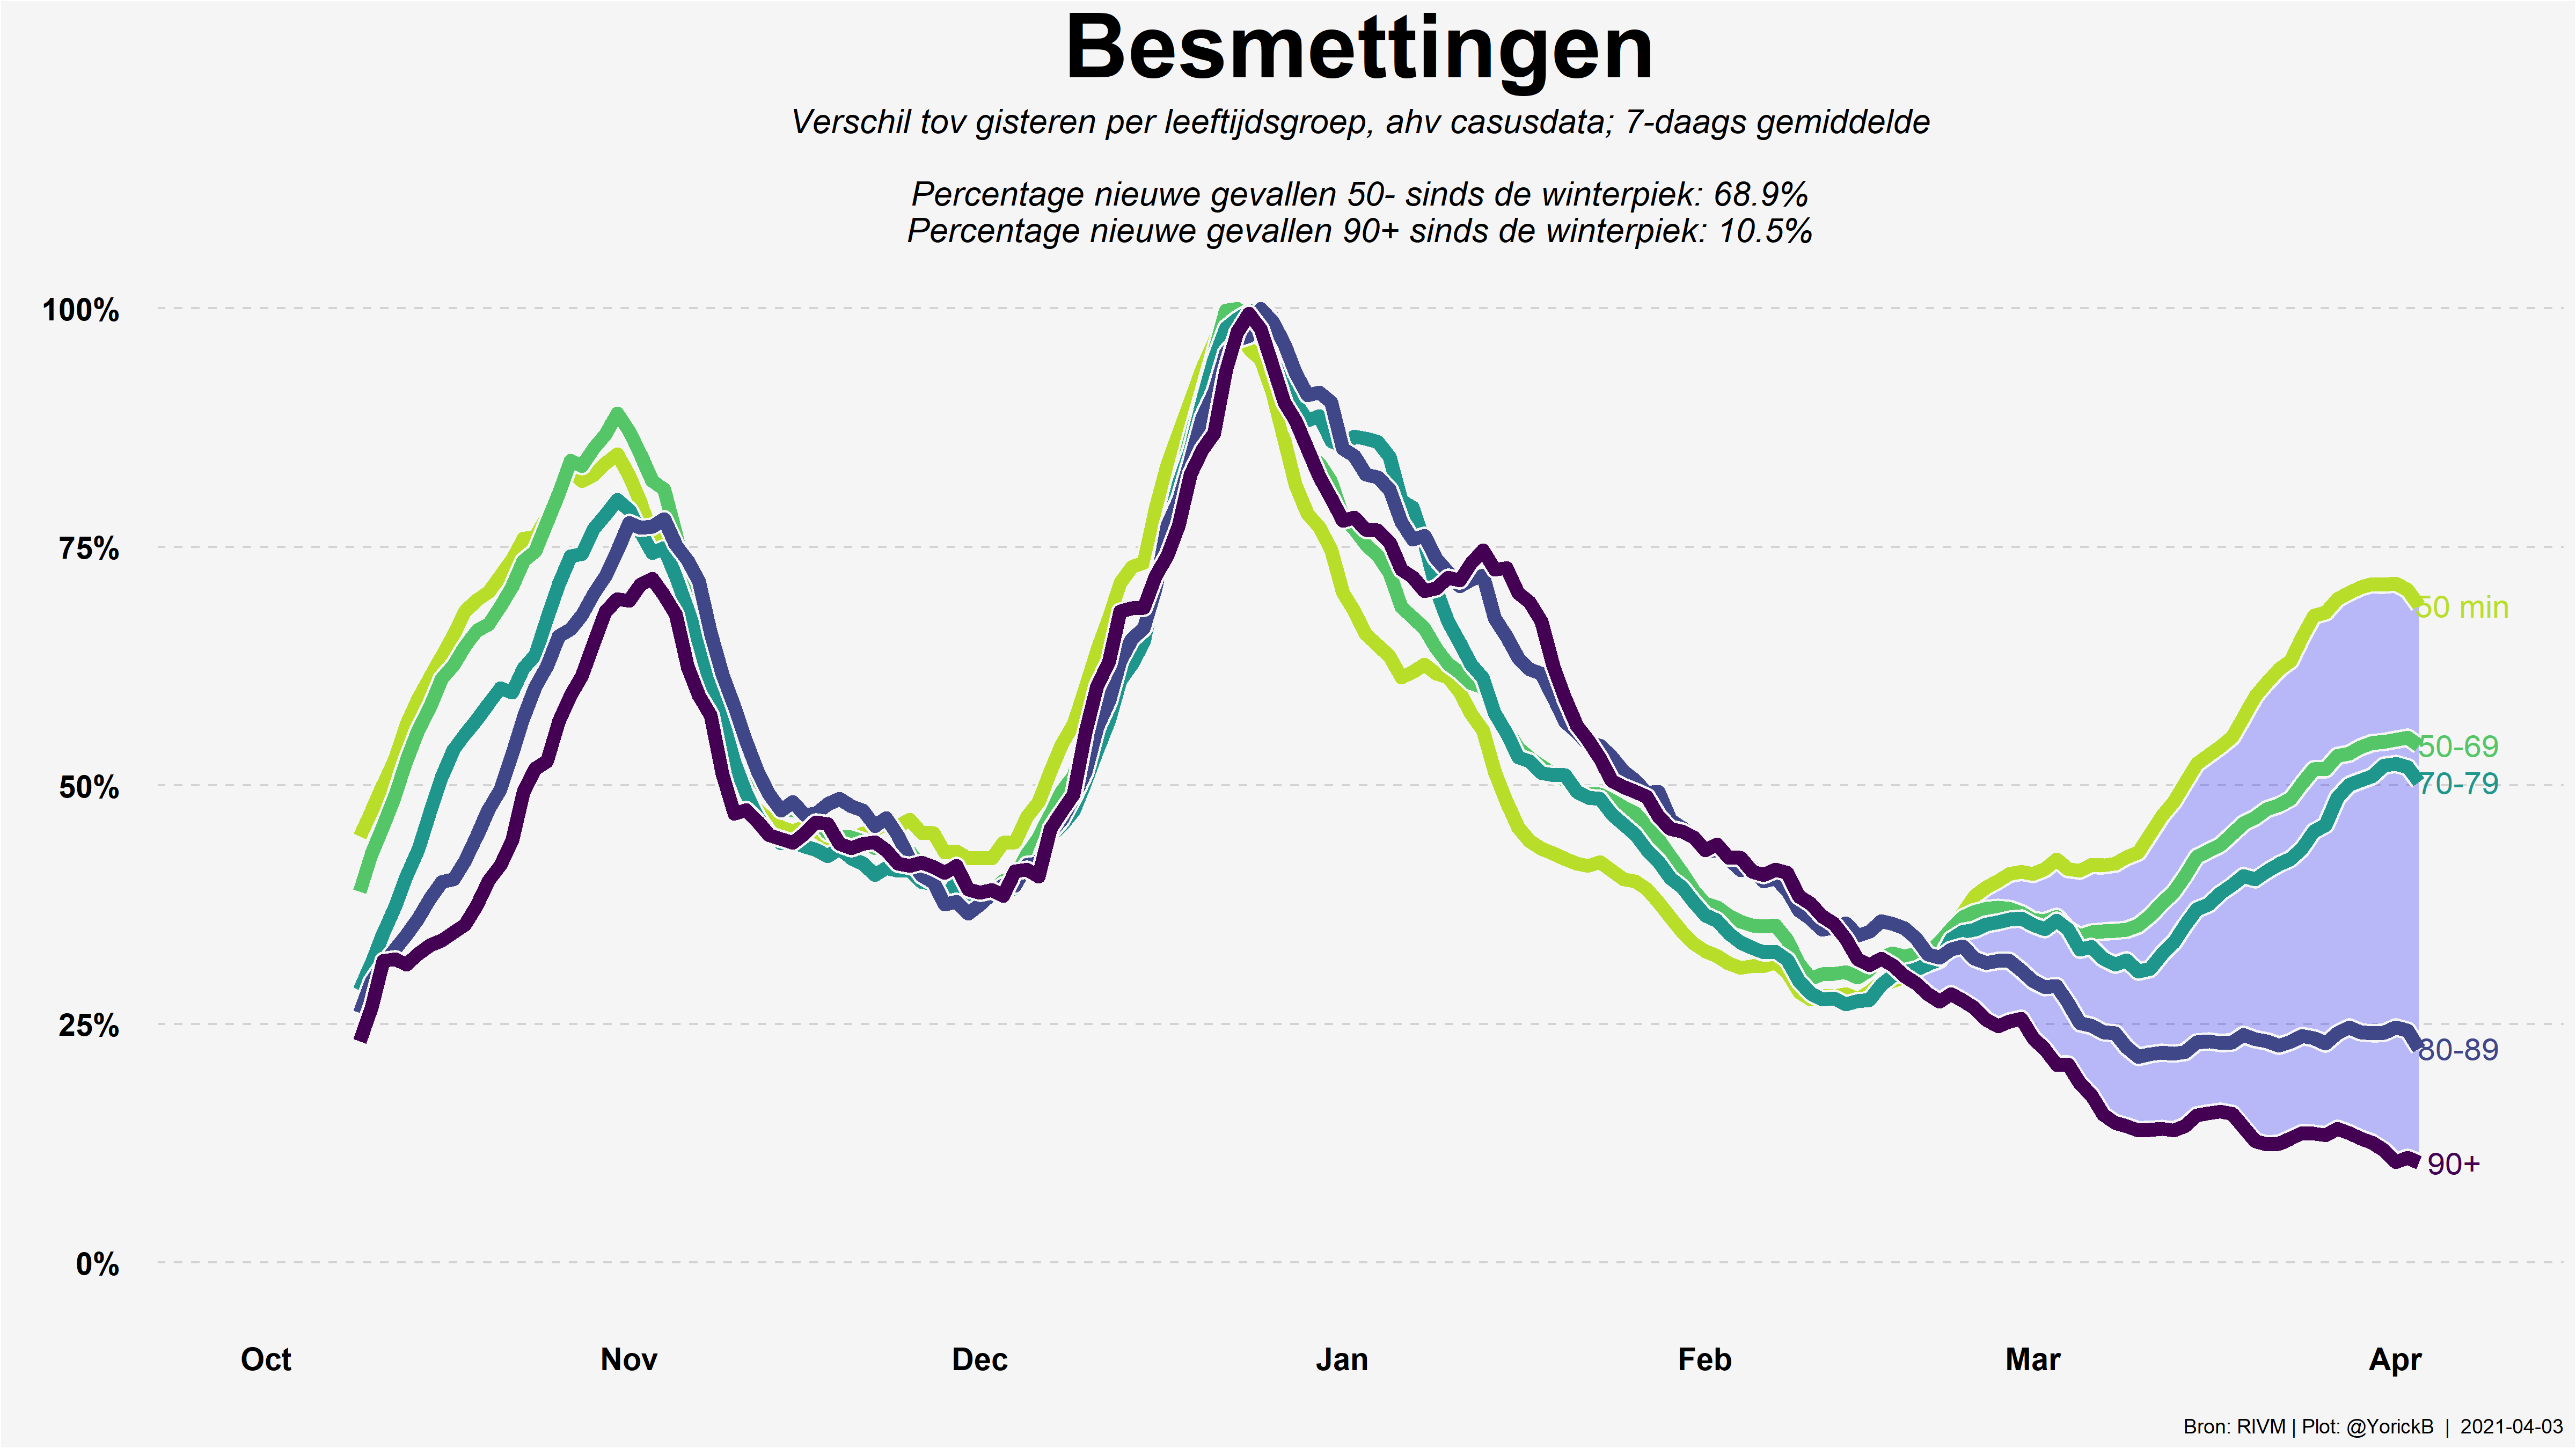 Besmettingen
Verschil tov gisteren per leeftijdsgroep, ahv casusdata; 7-daags gemiddelde
Percentage nieuwe gevallen 50- sinds de winterpiek: 68.9%
Percentage nieuwe gevallen 90+ sinds de winterpiek: 10.5%
100%
75%
50%
25%
0%
50 min
50-69
70-79
80-89
90+
Oct Nov Dec Jan Feb Mar Apr
Bron: RIVM | Plot: @YorickB | 2021-04-03